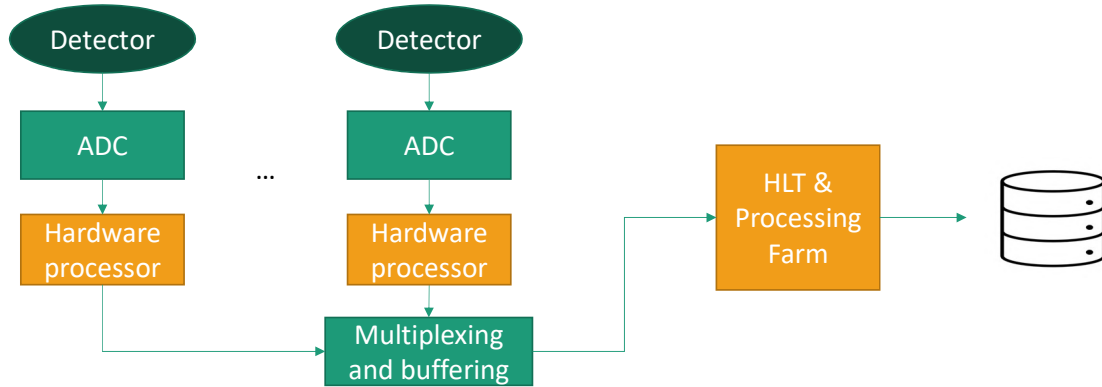 Detector
Detector
ADC
...
ADC
HLT &
Processing
Farm
Hardware
processor
Hardware
processor
Multiplexing
and buffering